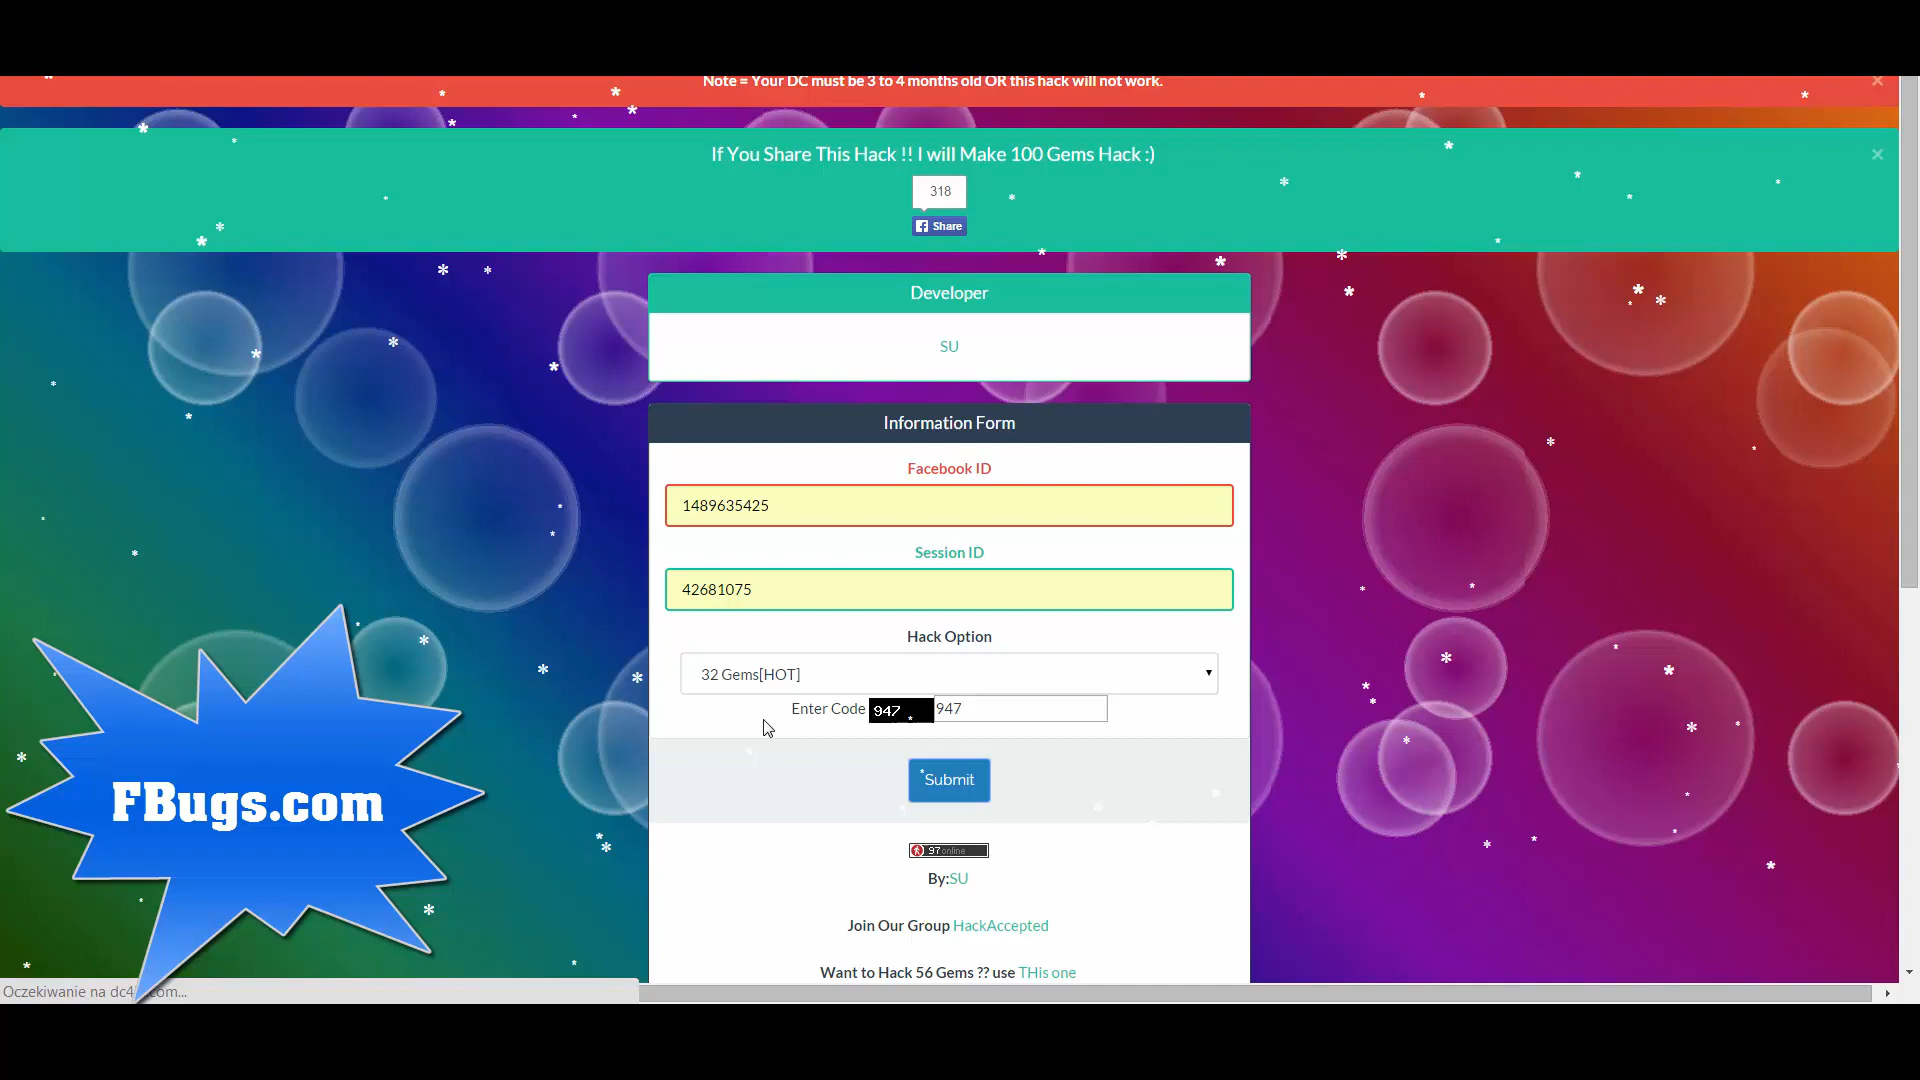 Note = Your DC must be 3 to 4 months old OR this hack will not work.
×
If You Share This Hack !! I will Make 100 Gems Hack :)
×
318
Share
Developer
SU
Information Form
Facebook ID
1489635425
Session ID
42681075
Hack Option
32 Gems[HOT]
Enter Code 947 947
Submit
97 online
By:SU
Join Our Group HackAccepted
Want to Hack 56 Gems ?? use THis one
FBugs.com
Oczekiwanie na